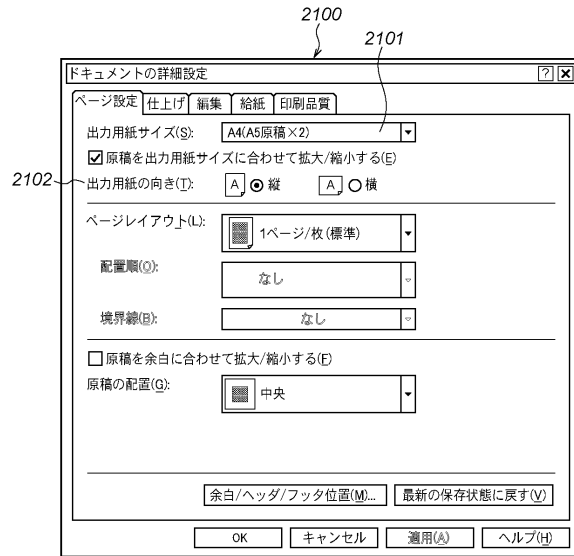 2100
2101
ドキュメントの詳細設定 ?
ページ設定 仕上げ 編集 給紙 印刷品質
出力用紙サイズ(S): A4(A5原稿×2)
原稿を出力用紙サイズに合わせて拡大/縮小する(E)
2102 出力用紙の向き(T): A 縦 A 横
ページレイアウト(L): 1ページ/枚(標準)
配置順(O): なし
境界線(B): なし
原稿を余白に合わせて拡大/縮小する(F)
原稿の配置(G): 中央
余白/ヘッダ/フッタ位置(M)... 最新の保存状態に戻す(V)
OK キャンセル 適用(A) ヘルプ(H)